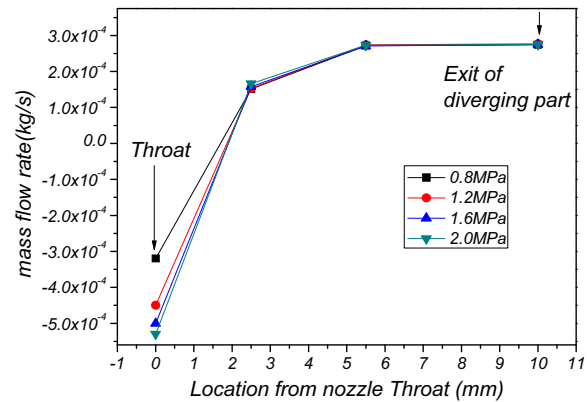 mass flow rate(kg/s)
3.0x10⁻⁴
2.0x10⁻⁴
1.0x10⁻⁴
0.0
-1.0x10⁻⁴
-2.0x10⁻⁴
-3.0x10⁻⁴
-4.0x10⁻⁴
-5.0x10⁻⁴
Throat
Exit of
diverging part
0.8MPa
1.2MPa
1.6MPa
2.0MPa
-1 0 1 2 3 4 5 6 7 8 9 10 11
Location from nozzle Throat (mm)